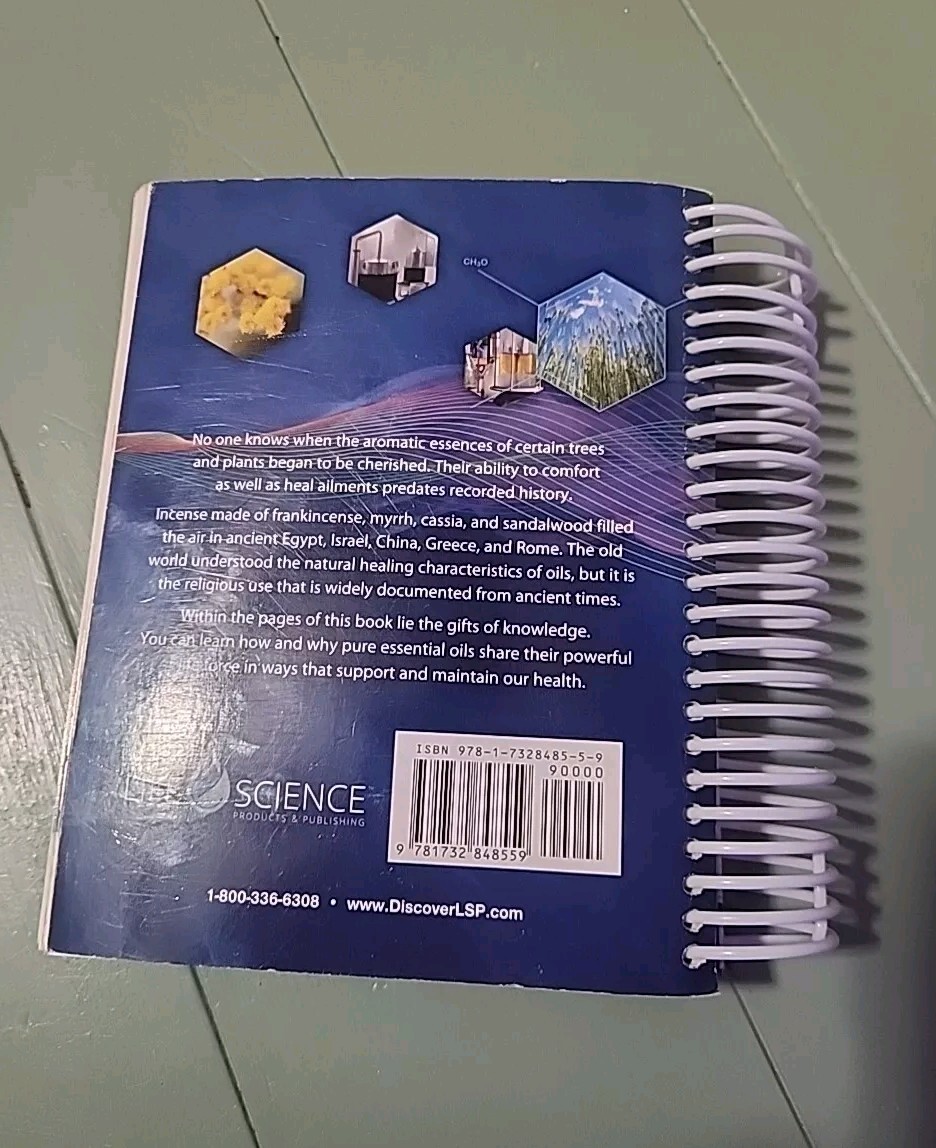 CH₃O
No one knows when the aromatic essences of certain trees
and plants began to be cherished. Their ability to comfort
as well as heal ailments predates recorded history.
Incense made of frankincense, myrrh, cassia, and sandalwood filled
the air in ancient Egypt, Israel, China, Greece, and Rome. The old
world understood the natural healing characteristics of oils, but it is
the religious use that is widely documented from ancient times.
Within the pages of this book lie the gifts of knowledge.
You can learn how and why pure essential oils share their powerful
force in ways that support and maintain our health.
ISBN 978-1-7328485-5-9
90000
9 781732 848559
SCIENCE
PRODUCTS & PUBLISHING
1-800-336-6308 • www.DiscoverLSP.com